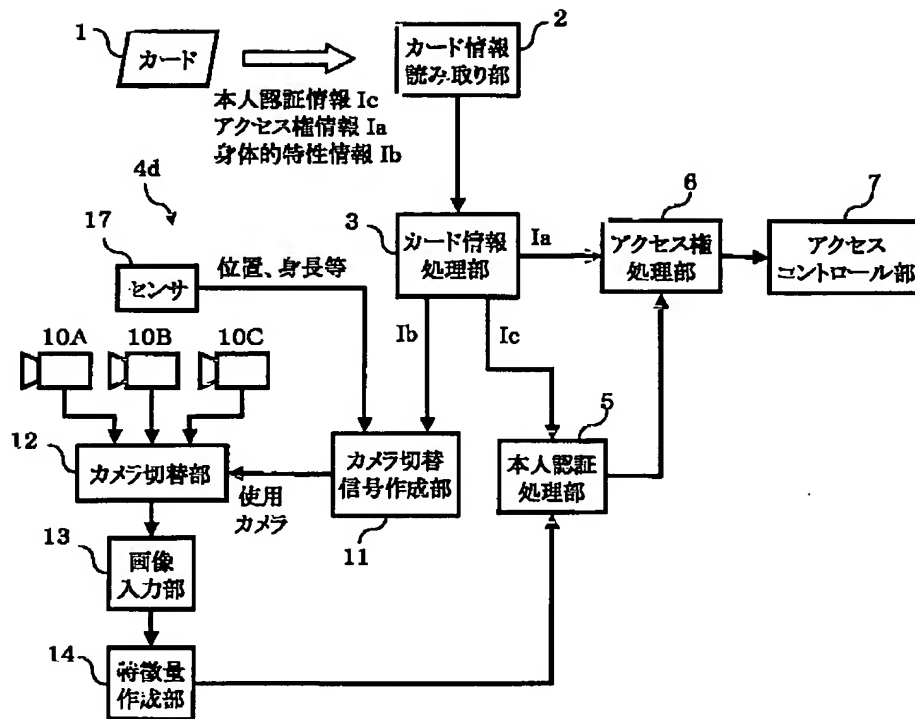 1
カード
本人認証情報 Ic
アクセス権情報 Ia
身体的特性情報 Ib
2
カード情報
読み取り部
4d
17
センサ
位置、身長等
3
カード情報
処理部
Ia
6
アクセス権
処理部
7
アクセス
コントロール部
10A
10B
10C
Ib
Ic
12
カメラ切替部
使用
カメラ
カメラ切替
信号作成部
11
5
本人認証
処理部
13
画像
入力部
14
特徴量
作成部